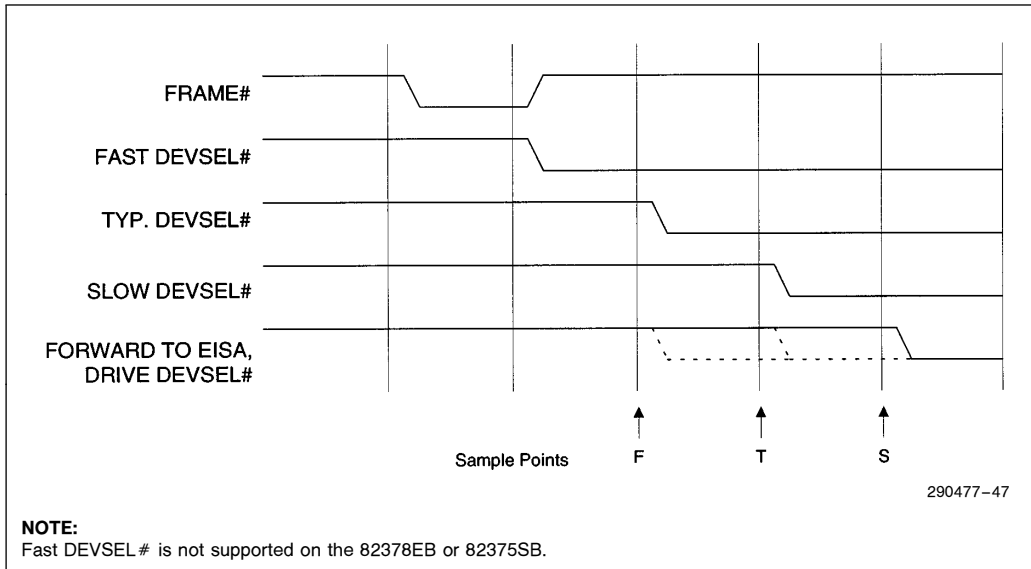 FRAME#
FAST DEVSEL#
TYP. DEVSEL#
SLOW DEVSEL#
FORWARD TO EISA,
DRIVE DEVSEL#
Sample Points F T S
290477–47
NOTE:
Fast DEVSEL# is not supported on the 82378EB or 82375SB.